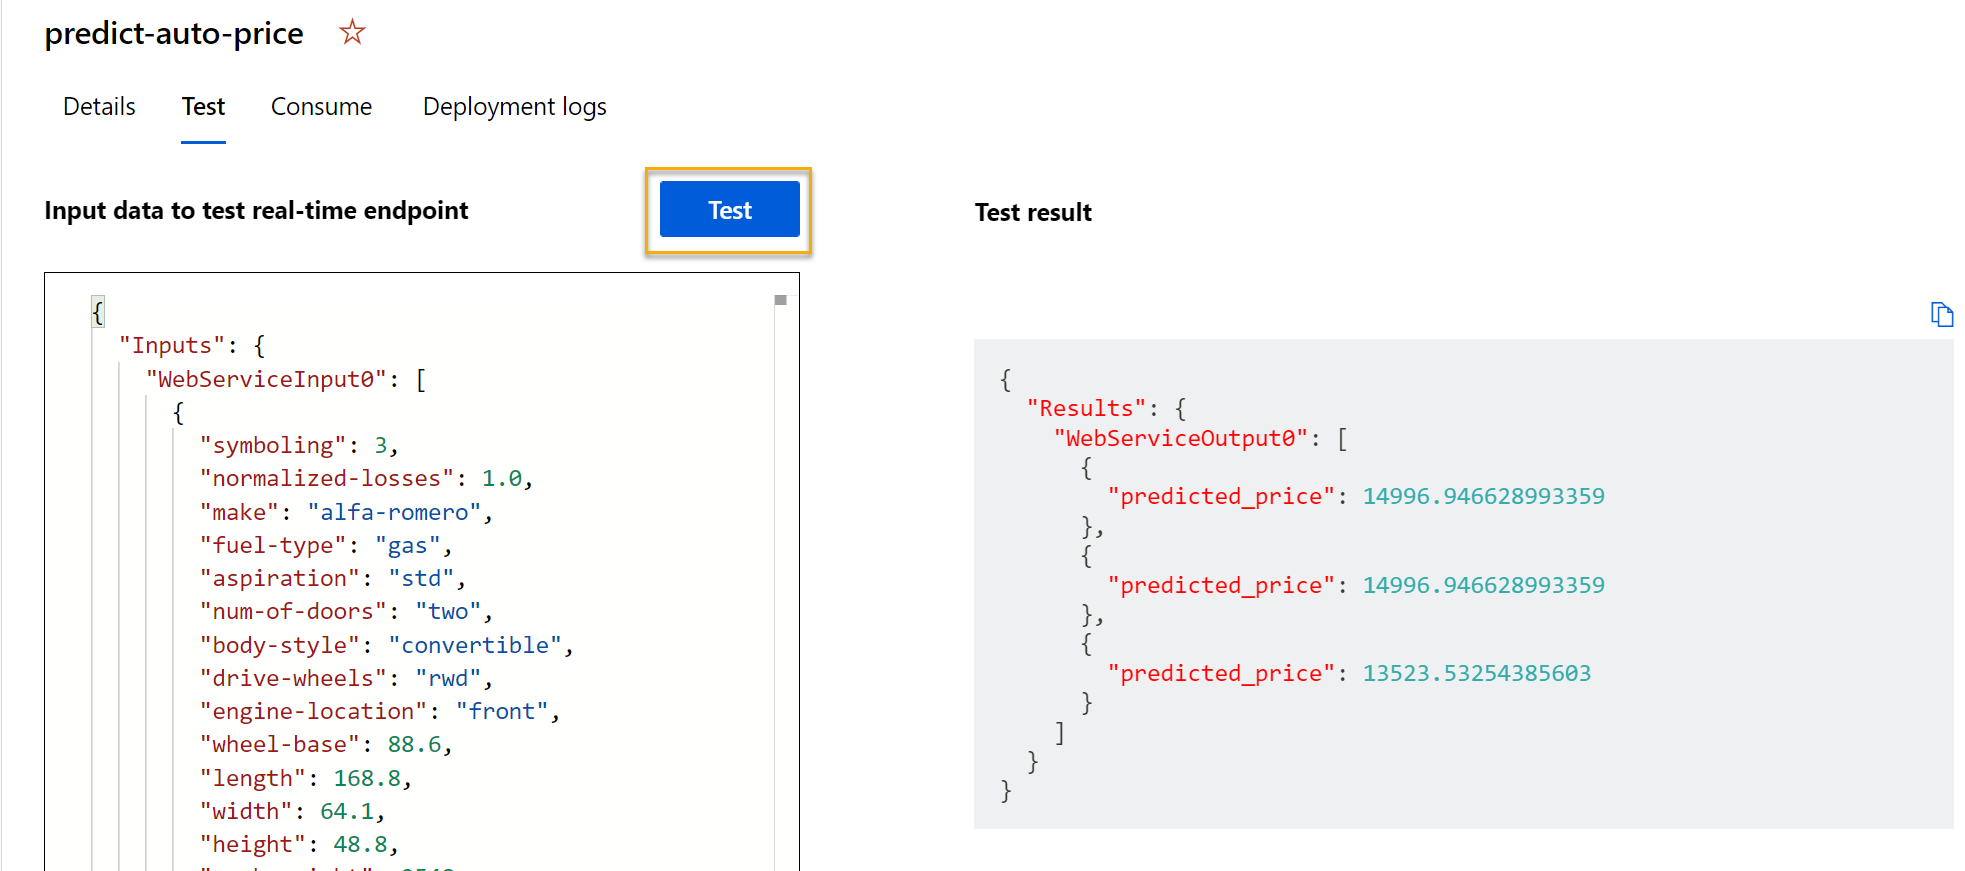 predict-auto-price
Details Test Consume Deployment logs
Input data to test real-time endpoint
Test
{
"Inputs": {
"WebServiceInput0": [
{
"symboling": 3,
"normalized-losses": 1.0,
"make": "alfa-romero",
"fuel-type": "gas",
"aspiration": "std",
"num-of-doors": "two",
"body-style": "convertible",
"drive-wheels": "rwd",
"engine-location": "front",
"wheel-base": 88.6,
"length": 168.8,
"width": 64.1,
"height": 48.8,
Test result
{
"Results": {
"WebServiceOutput0": [
{
"predicted_price": 14996.946628993359
},
{
"predicted_price": 14996.946628993359
},
{
"predicted_price": 13523.53254385603
}
]
}
}